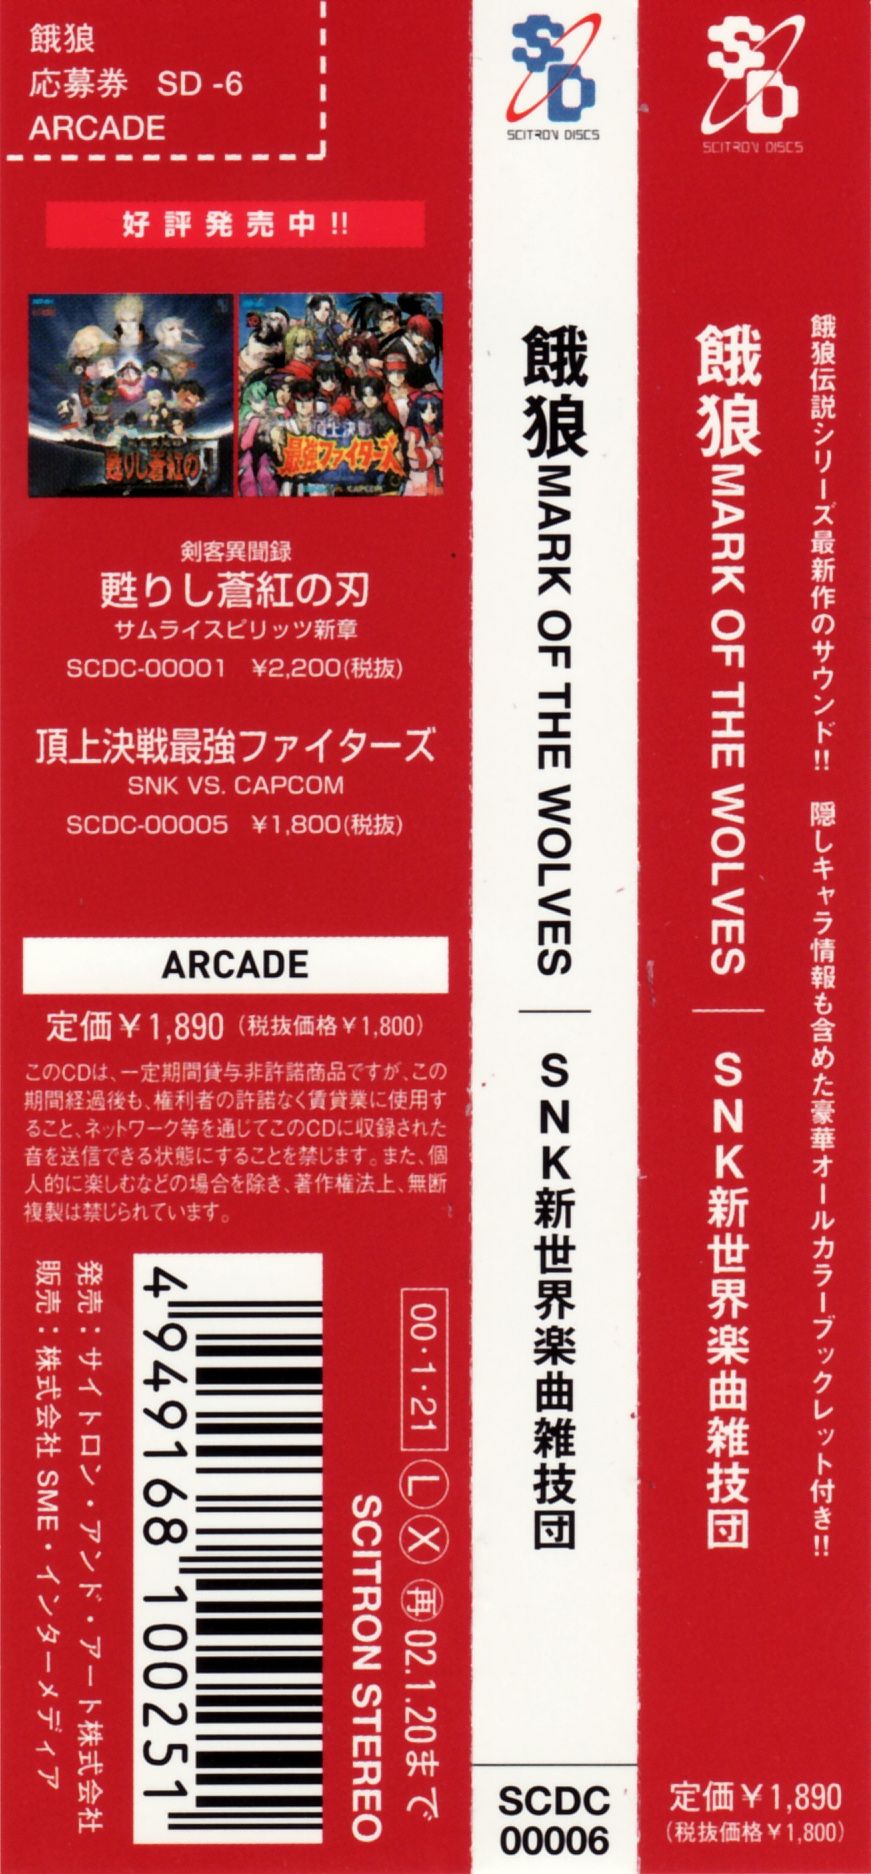 餓狼
応募券 SD -6
ARCADE
好評発売中!!
甦りし蒼紅の刃
頂上決戦
最強ファイターズ
CAPCOM
剣客異聞録
甦りし蒼紅の刃
サムライスピリッツ新章
SCDC-00001 ¥2,200(税抜)
頂上決戦最強ファイターズ
SNK VS. CAPCOM
SCDC-00005 ¥1,800(税抜)
ARCADE
定価¥1,890(税抜価格¥1,800)
このCDは、一定期間貸与非許諾商品ですが、この
期間経過後も、権利者の許諾なく賃貸業に使用す
ること、ネットワーク等を通じてこのCDに収録された
音を送信できる状態にすることを禁じます。また、個
人的に楽しむなどの場合を除き、著作権法上、無断
複製は禁じられています。
00・1・21 L X 再 02.1.20まで
SCITRON STEREO
4 949168 100251
発売：サイトロン・アンド・アート株式会社
販売：株式会社 SME・インターメディア
SD
SCITRON DISCS
餓狼 MARK OF THE WOLVES
SNK新世界楽曲雑技団
SCDC
00006
SD
SCITRON DISCS
餓狼伝説シリーズ最新作のサウンド!! 隠しキャラ情報も含めた豪華オールカラーブックレット付き!!
餓狼 MARK OF THE WOLVES
SNK新世界楽曲雑技団
定価¥1,890
(税抜価格¥1,800)